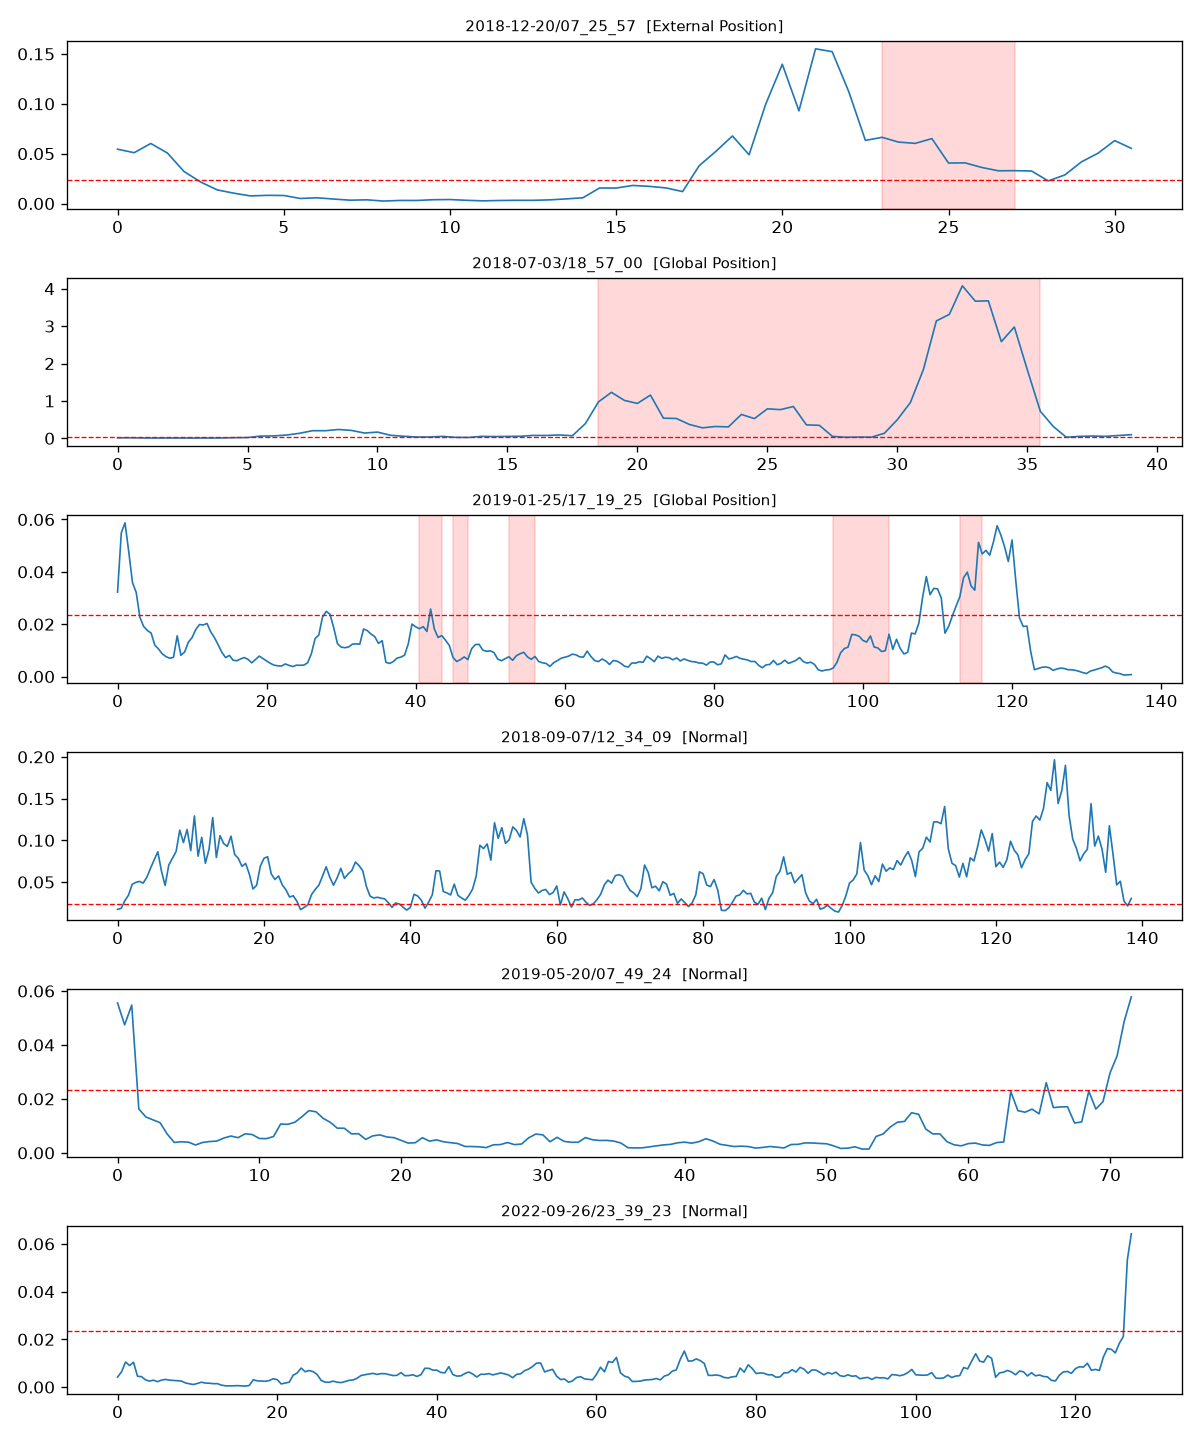 2018-12-20/07_25_57 [External Position]
0.15
0.10
0.05
0.00
0 5 10 15 20 25 30
2018-07-03/18_57_00 [Global Position]
4
3
2
1
0
0 5 10 15 20 25 30 35 40
2019-01-25/17_19_25 [Global Position]
0.06
0.04
0.02
0.00
0 20 40 60 80 100 120 140
2018-09-07/12_34_09 [Normal]
0.20
0.15
0.10
0.05
0 20 40 60 80 100 120 140
2019-05-20/07_49_24 [Normal]
0.06
0.04
0.02
0.00
0 10 20 30 40 50 60 70
2022-09-26/23_39_23 [Normal]
0.06
0.04
0.02
0.00
0 20 40 60 80 100 120